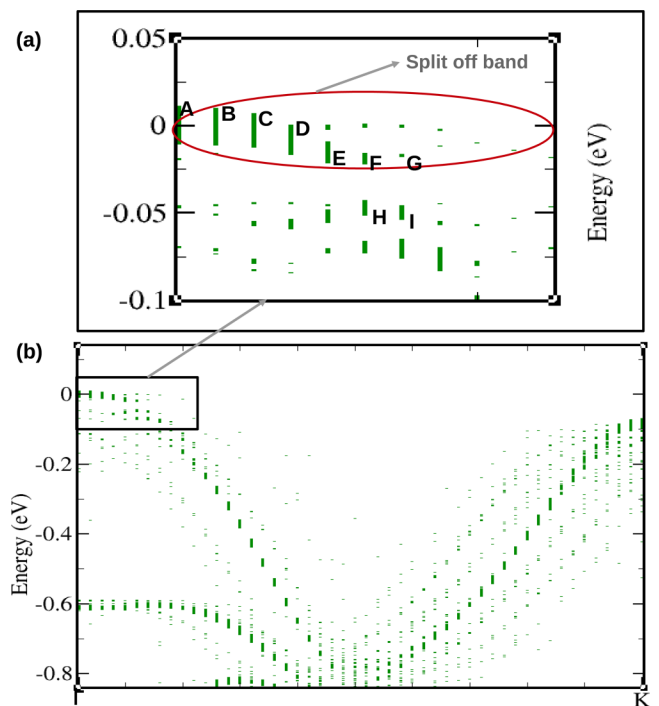 (a)
0.05
Split off band
A
B
C
D
0
E
F
G
Energy (eV)
-0.05
H
I
-0.1
(b)
0
-0.2
Energy (eV)
-0.4
-0.6
-0.8
Γ
K